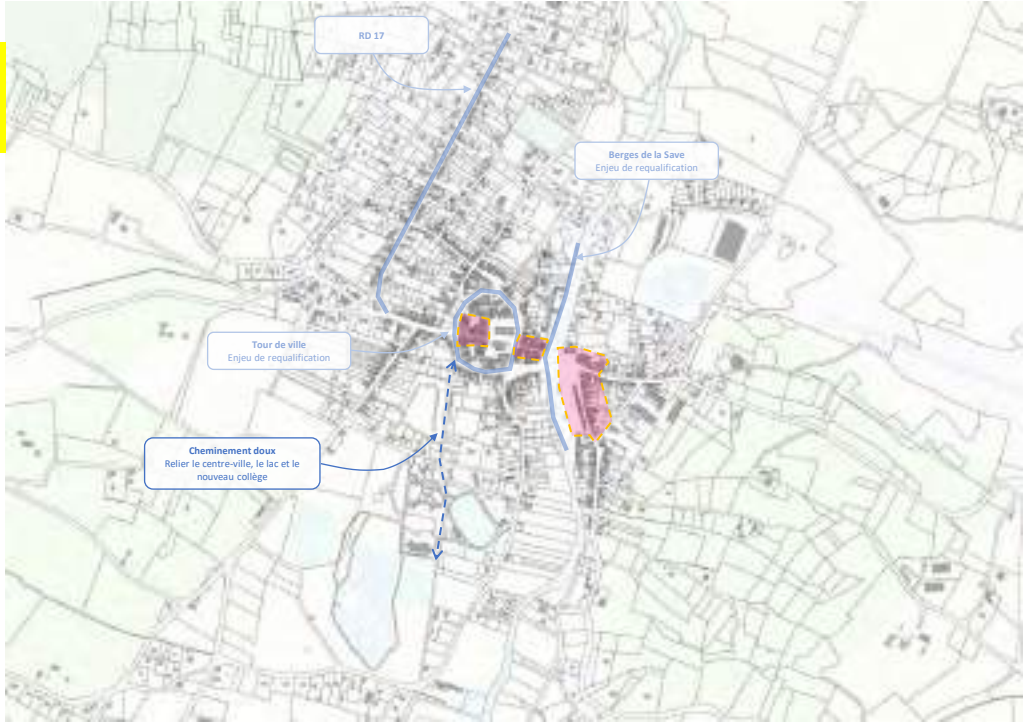 RD 17
Berges de la Save
Enjeu de requalification
Tour de ville
Enjeu de requalification
Cheminement doux
Relier le centre-ville, le lac et le
nouveau collège